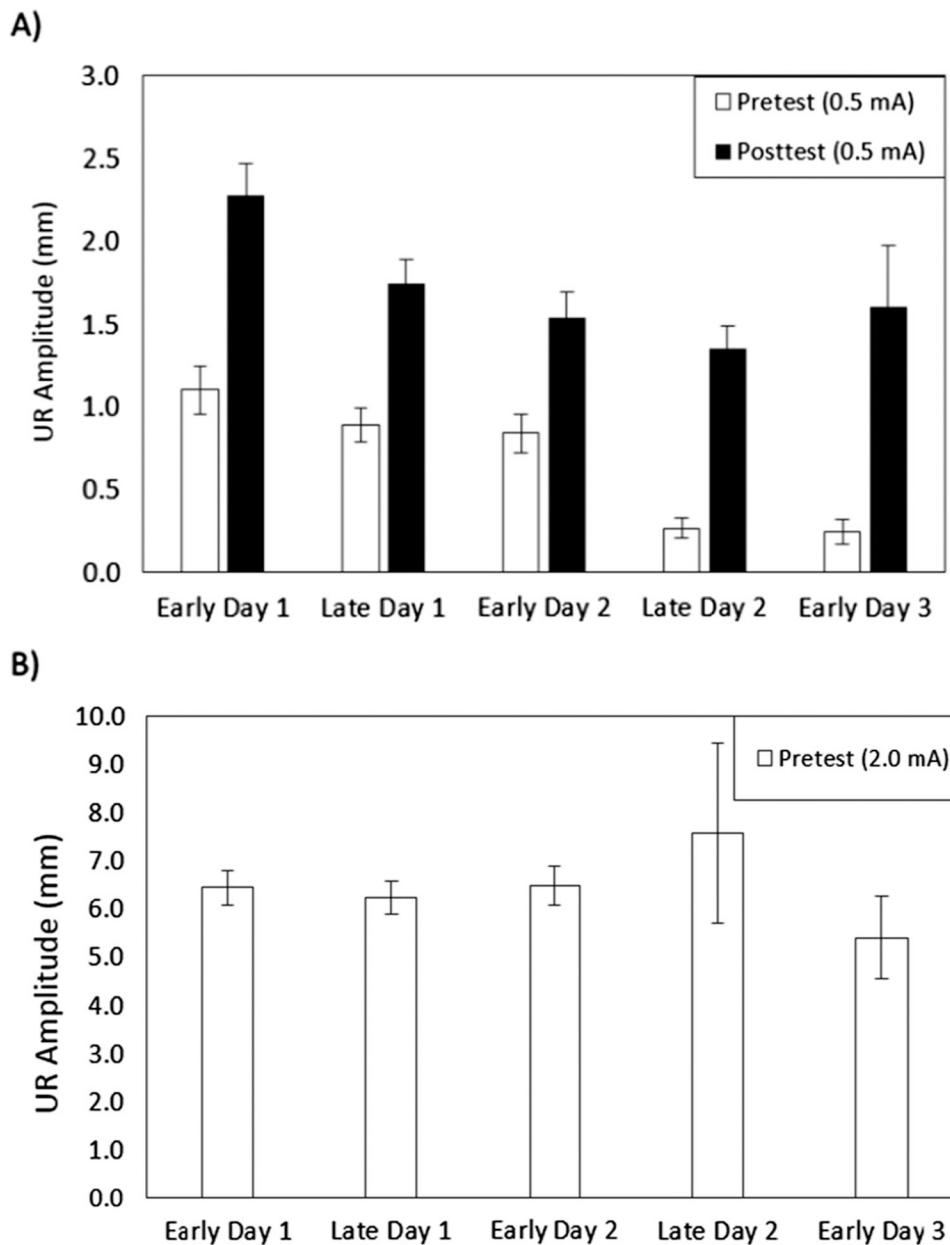 A)
3.0
2.5
2.0
1.5
1.0
0.5
0.0
UR Amplitude (mm)
Pretest (0.5 mA)
Posttest (0.5 mA)
Early Day 1 Late Day 1 Early Day 2 Late Day 2 Early Day 3
B)
10.0
9.0
8.0
7.0
6.0
5.0
4.0
3.0
2.0
1.0
0.0
UR Amplitude (mm)
Pretest (2.0 mA)
Early Day 1 Late Day 1 Early Day 2 Late Day 2 Early Day 3